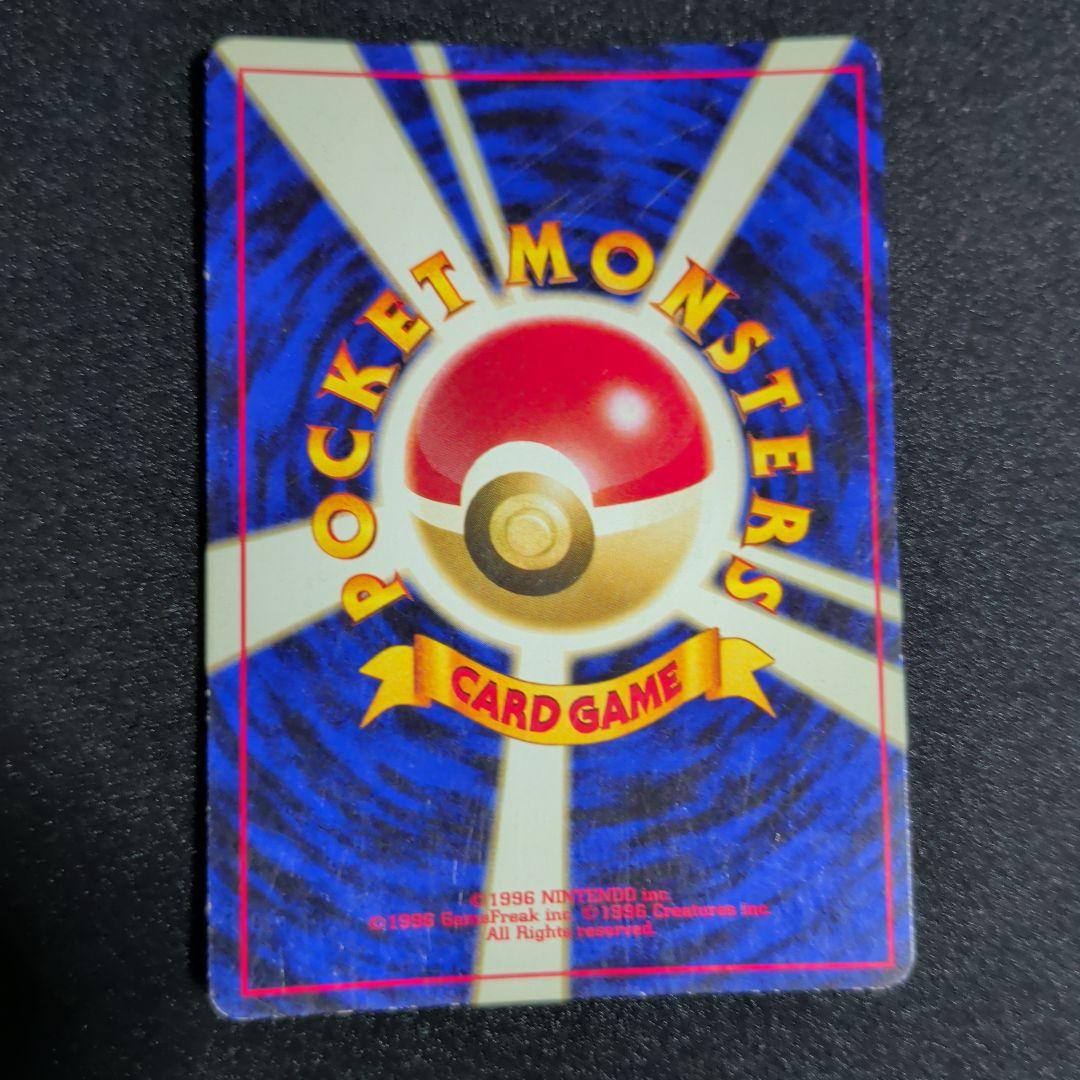 POCKET MONSTERS
CARD GAME
©1996 NINTENDO inc.
©1996 GameFreak inc. ©1996 Creatures inc.
All Rights reserved.